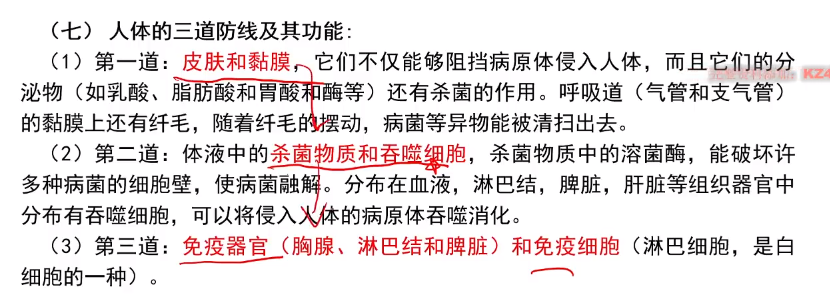 （七） 人体的三道防线及其功能：
（1）第一道：皮肤和黏膜，它们不仅能够阻挡病原体侵入人体，而且它们的分
泌物（如乳酸、脂肪酸和胃酸和酶等）还有杀菌的作用。呼吸道（气管和支气管）
的黏膜上还有纤毛，随着纤毛的摆动，病菌等异物能被清扫出去。
（2）第二道：体液中的杀菌物质和吞噬细胞，杀菌物质中的溶菌酶，能破坏许
多种病菌的细胞壁，使病菌融解。分布在血液，淋巴结，脾脏，肝脏等组织器官中
分布有吞噬细胞，可以将侵入人体的病原体吞噬消化。
（3）第三道：免疫器官（胸腺、淋巴结和脾脏）和免疫细胞（淋巴细胞，是白
细胞的一种）。